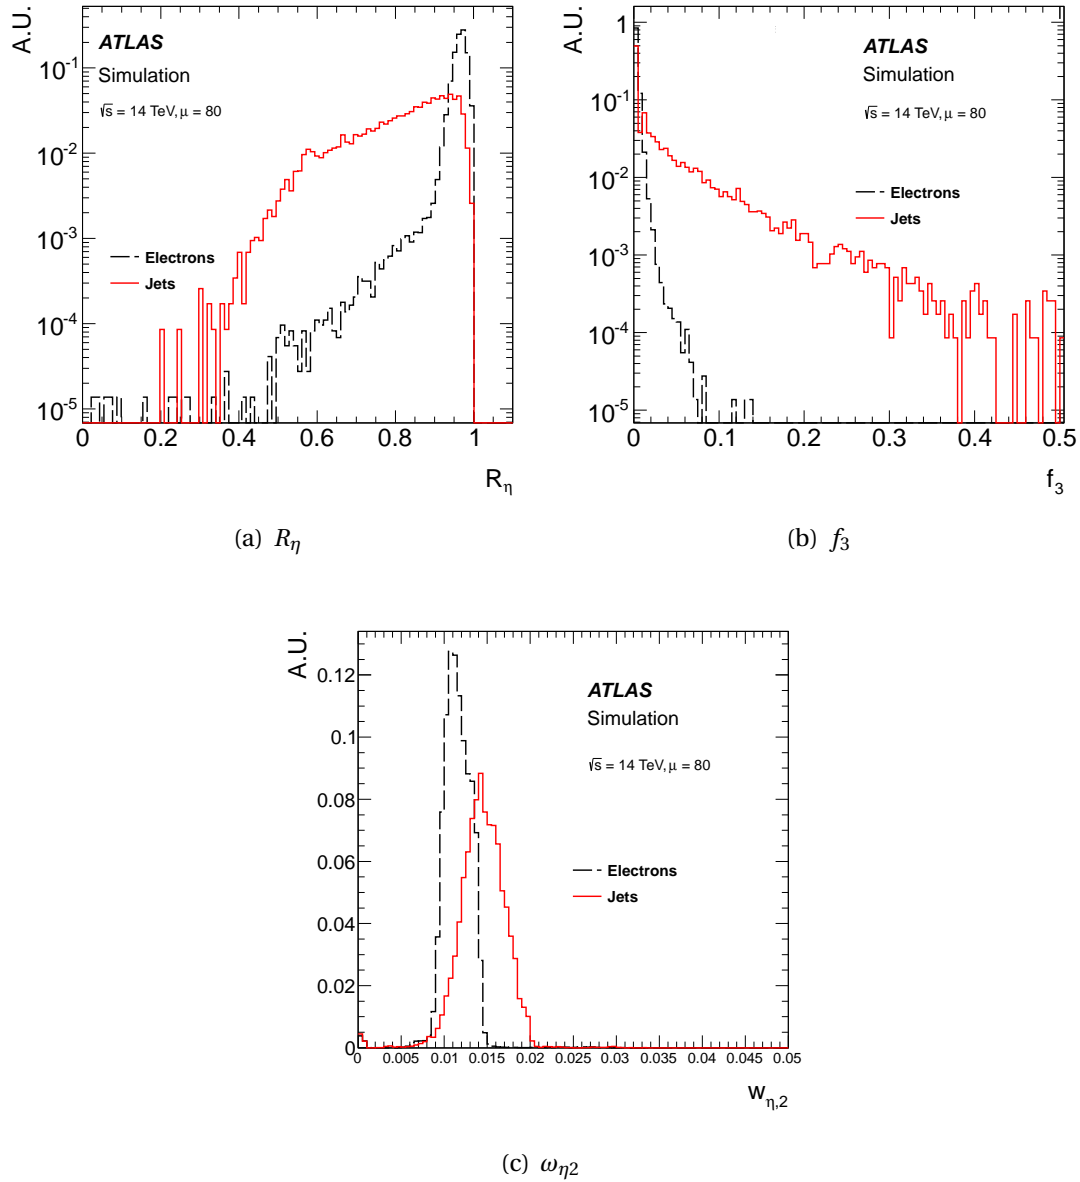 A.U.
ATLAS
Simulation
√s = 14 TeV, μ = 80
Electrons
Jets
10⁻¹
10⁻²
10⁻³
10⁻⁴
10⁻⁵
0 0.2 0.4 0.6 0.8 1
R_η
(a) R_η
A.U.
ATLAS
Simulation
√s = 14 TeV, μ = 80
Electrons
Jets
1
10⁻¹
10⁻²
10⁻³
10⁻⁴
10⁻⁵
0 0.1 0.2 0.3 0.4 0.5
f_3
(b) f_3
A.U.
ATLAS
Simulation
√s = 14 TeV, μ = 80
Electrons
Jets
0.12
0.1
0.08
0.06
0.04
0.02
0
0 0.005 0.01 0.015 0.02 0.025 0.03 0.035 0.04 0.045 0.05
w_η,2
(c) ω_η2